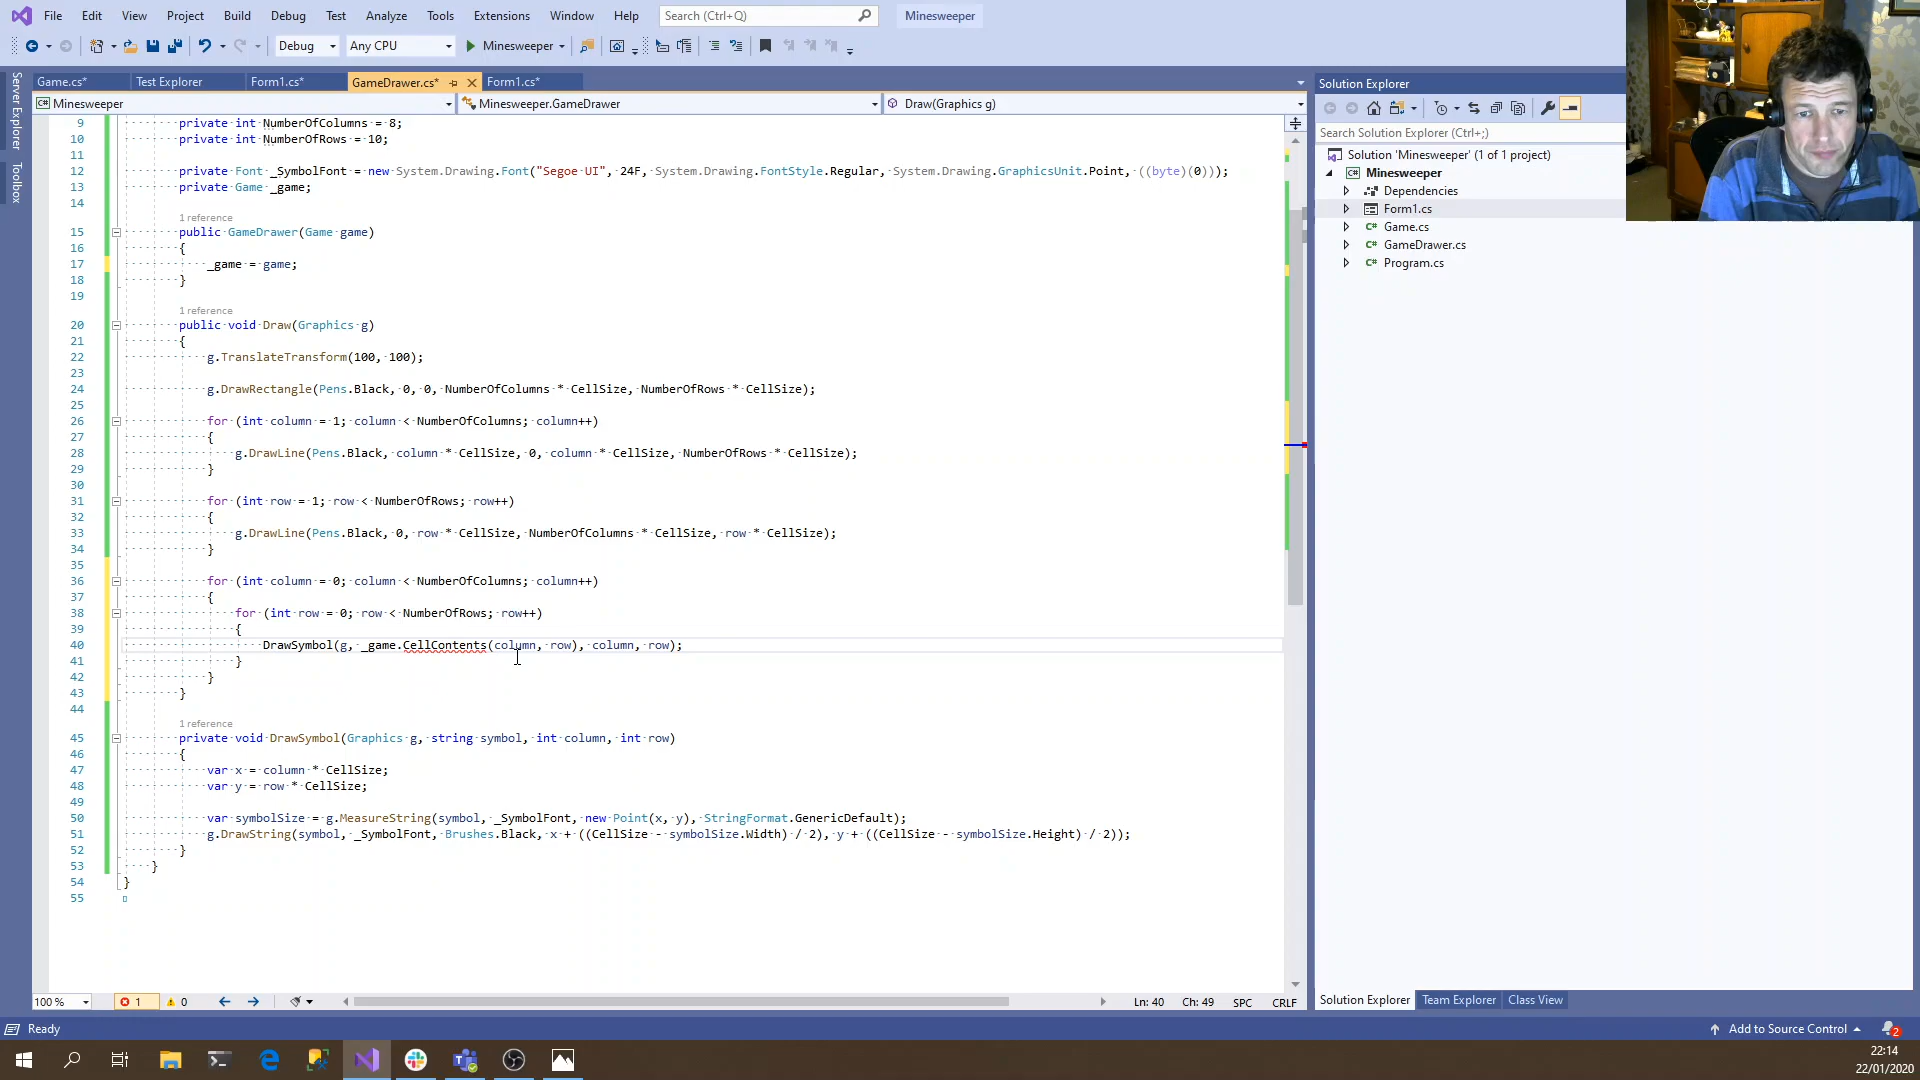 File Edit View Project Build Debug Test Analyze Tools Extensions Window Help Search (Ctrl+Q) Minesweeper
Debug Any CPU Minesweeper
Server Explorer
Toolbox
Game.cs* Test Explorer Form1.cs* GameDrawer.cs* Form1.cs*
Minesweeper Minesweeper.GameDrawer Draw(Graphics g)
9 private int NumberOfColumns = 8;
10 private int NumberOfRows = 10;
11
12 private Font _SymbolFont = new System.Drawing.Font("Segoe UI", 24F, System.Drawing.FontStyle.Regular, System.Drawing.GraphicsUnit.Point, ((byte)(0)));
13 private Game _game;
14
1 reference
15 public GameDrawer(Game game)
16 {
17 _game = game;
18 }
19
1 reference
20 public void Draw(Graphics g)
21 {
22 g.TranslateTransform(100, 100);
23
24 g.DrawRectangle(Pens.Black, 0, 0, NumberOfColumns * CellSize, NumberOfRows * CellSize);
25
26 for (int column = 1; column < NumberOfColumns; column++)
27 {
28 g.DrawLine(Pens.Black, column * CellSize, 0, column * CellSize, NumberOfRows * CellSize);
29 }
30
31 for (int row = 1; row < NumberOfRows; row++)
32 {
33 g.DrawLine(Pens.Black, 0, row * CellSize, NumberOfColumns * CellSize, row * CellSize);
34 }
35
36 for (int column = 0; column < NumberOfColumns; column++)
37 {
38 for (int row = 0; row < NumberOfRows; row++)
39 {
40 DrawSymbol(g, _game.CellContents(column, row), column, row);
41 }
42 }
43 }
44
1 reference
45 private void DrawSymbol(Graphics g, string symbol, int column, int row)
46 {
47 var x = column * CellSize;
48 var y = row * CellSize;
49
50 var symbolSize = g.MeasureString(symbol, _SymbolFont, new Point(x, y), StringFormat.GenericDefault);
51 g.DrawString(symbol, _SymbolFont, Brushes.Black, x + ((CellSize - symbolSize.Width) / 2), y + ((CellSize - symbolSize.Height) / 2));
52 }
53 }
54 }
55
100 % 1 0 Ln: 40 Ch: 49 SPC CRLF
Solution Explorer
Search Solution Explorer (Ctrl+;)
Solution 'Minesweeper' (1 of 1 project)
C# Minesweeper
Dependencies
Form1.cs
C# Game.cs
C# GameDrawer.cs
C# Program.cs
Solution Explorer Team Explorer Class View
Ready Add to Source Control 2
22:14
22/01/2020